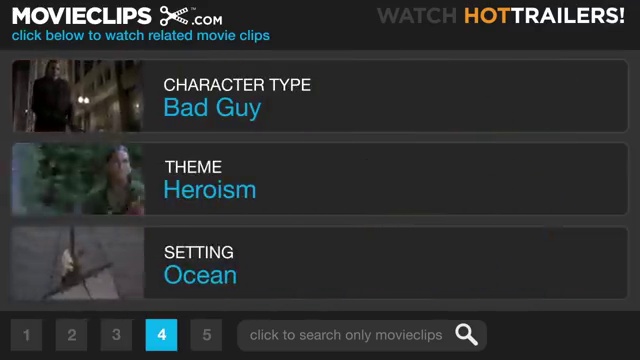 MOVIECLIPS .COM
WATCH HOTTRAILERS!
click below to watch related movie clips
CHARACTER TYPE
Bad Guy
THEME
Heroism
SETTING
Ocean
1 2 3 4 5
click to search only movieclips